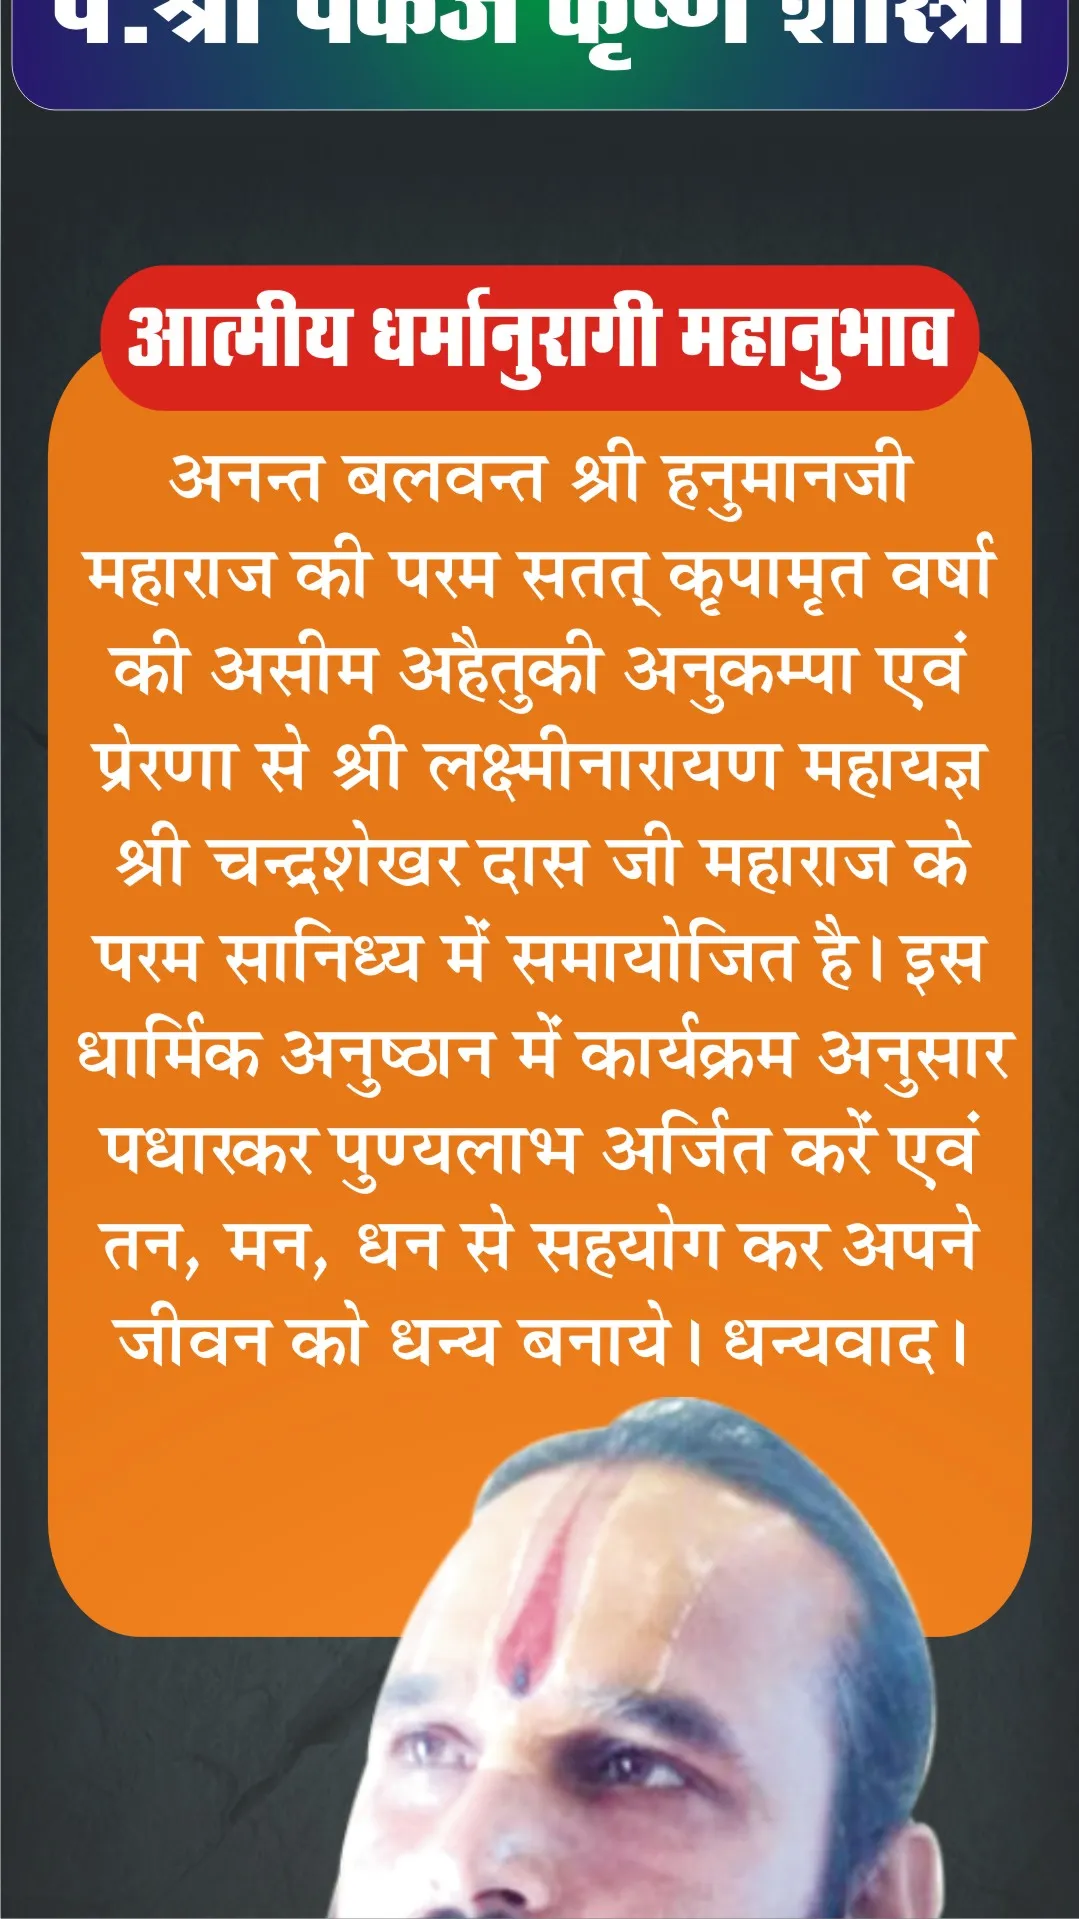 पं.श्री पंकज कृष्ण शास्त्री
आत्मीय धर्मानुरागी महानुभाव
अनन्त बलवन्त श्री हनुमानजी
महाराज की परम सतत् कृपामृत वर्षा
की असीम अहैतुकी अनुकम्पा एवं
प्रेरणा से श्री लक्ष्मीनारायण महायज्ञ
श्री चन्द्रशेखर दास जी महाराज के
परम सानिध्य में समायोजित है। इस
धार्मिक अनुष्ठान में कार्यक्रम अनुसार
पधारकर पुण्यलाभ अर्जित करें एवं
तन, मन, धन से सहयोग कर अपने
जीवन को धन्य बनाये। धन्यवाद।